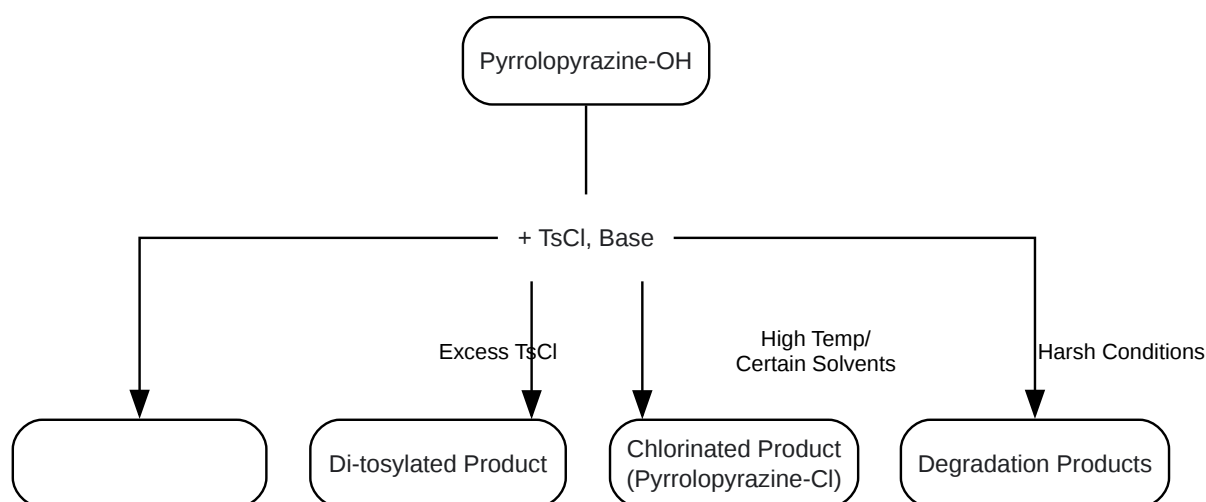 Pyrrolopyrazine-OH
+ TsCl, Base
Excess TsCl
High Temp/
Certain Solvents
Harsh Conditions
Di-tosylated Product
Chlorinated Product
(Pyrrolopyrazine-Cl)
Degradation Products